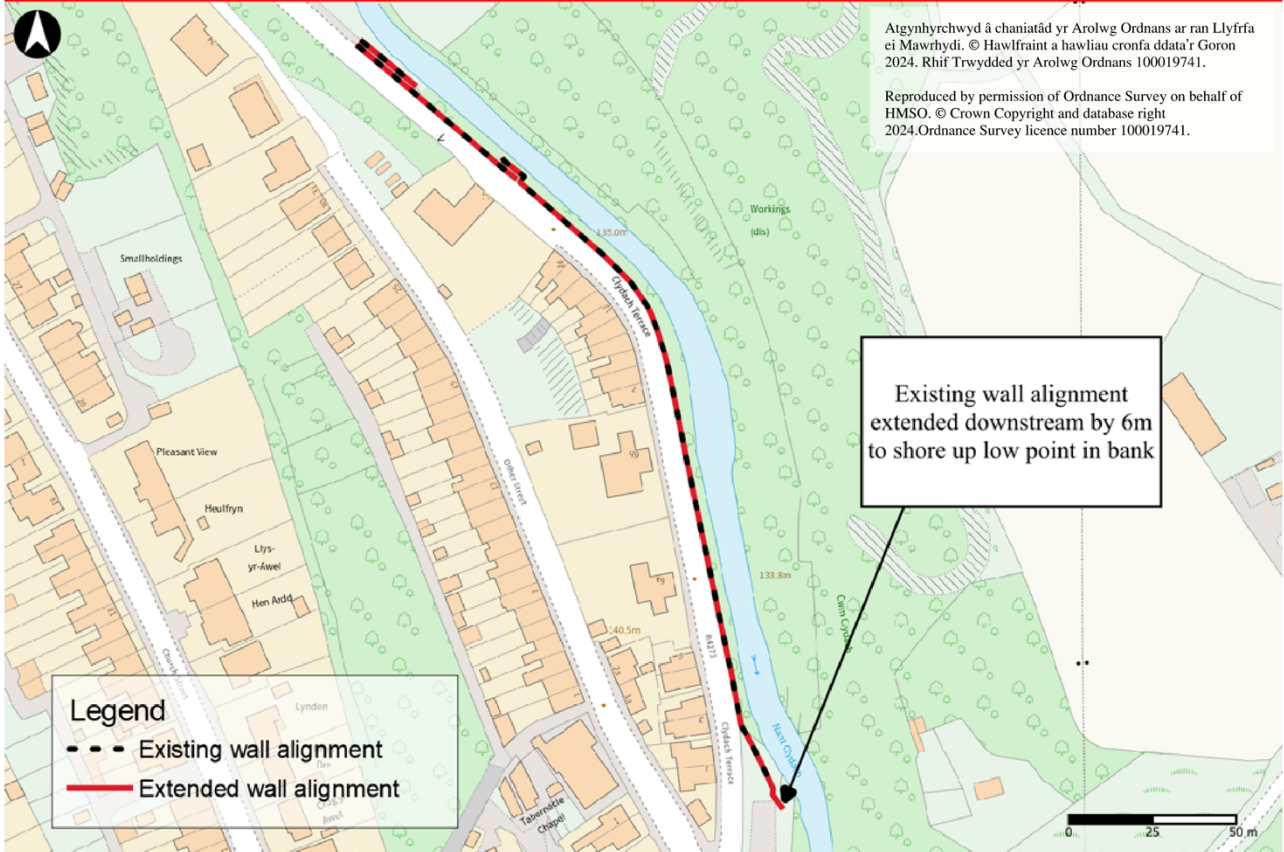 Atgynhyrchwyd â chaniatâd yr Arolwg Ordnans ar ran Llyfrfa
ei Mawrhydi. © Hawlfraint a hawliau cronfa ddata'r Goron
2024. Rhif Trwydded yr Arolwg Ordnans 100019741.
Reproduced by permission of Ordnance Survey on behalf of
HMSO. © Crown Copyright and database right
2024.Ordnance Survey licence number 100019741.
Workings
(dis)
135.0m
Smallholdings
Clydach Terrace
Existing wall alignment
extended downstream by 6m
to shore up low point in bank
Pleasant View
Other Street
Heulfryn
Llys-
yr-Awel
Hen Ardd
133.8m
140.5m
B4273
Church Street
Lynden
Clydach Terrace
Nant Clydach
Tabernacle
Chapel
Awel
Legend
Existing wall alignment
Extended wall alignment
0 25 50 m